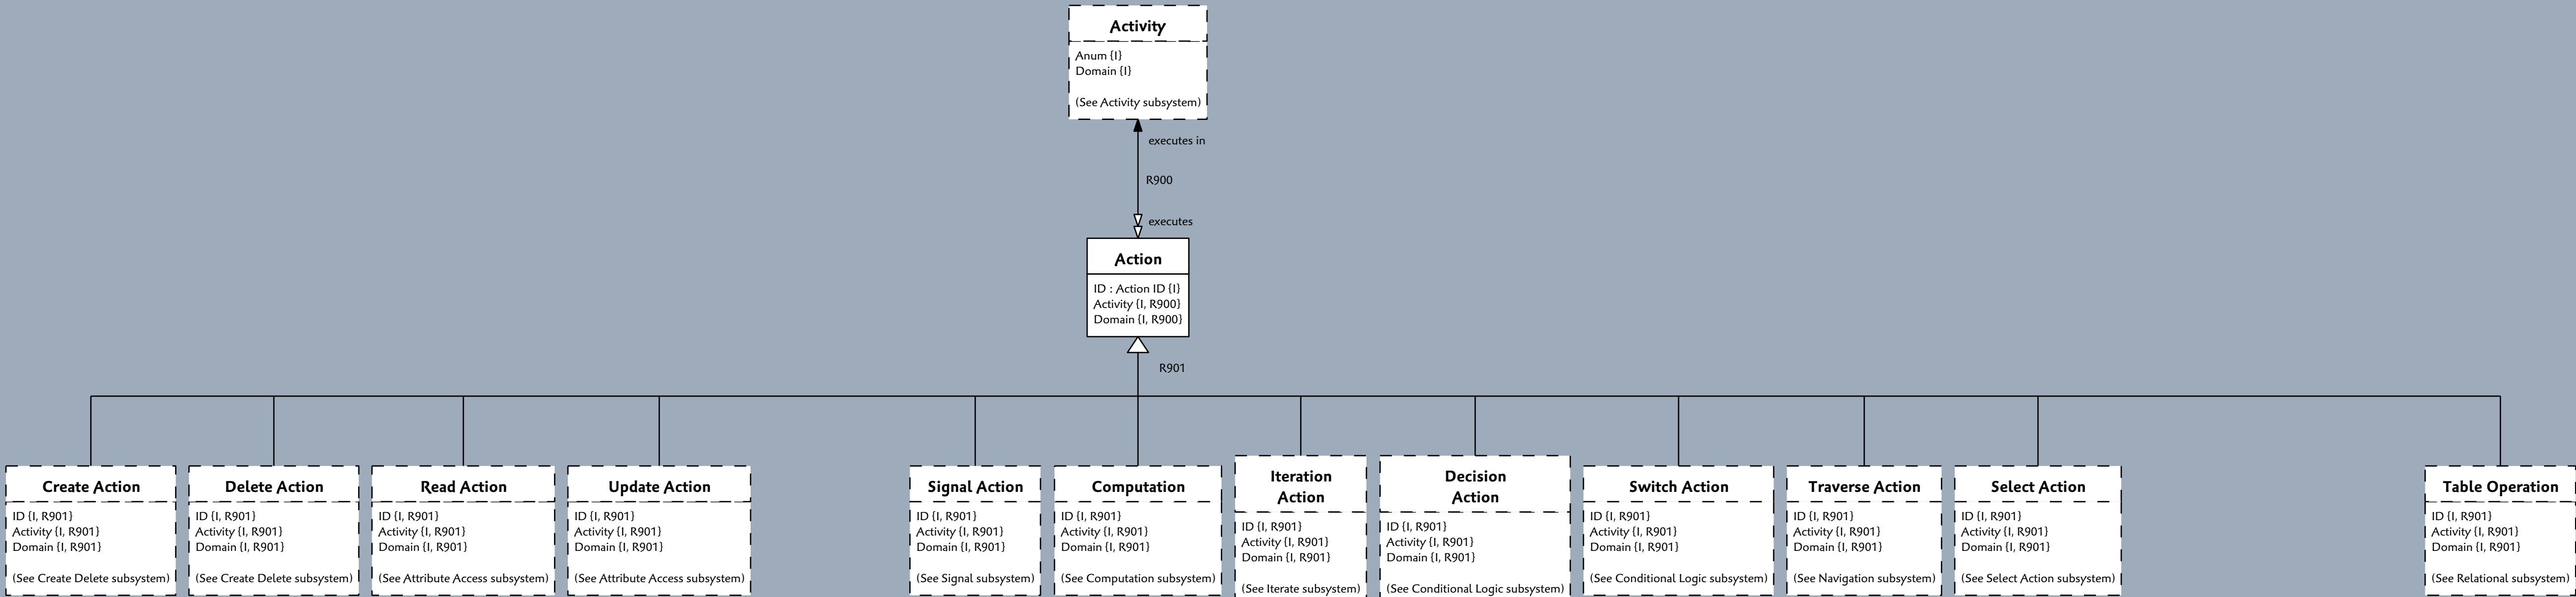 Activity
Anum {I}
Domain {I}
(See Activity subsystem)
executes in
R900
executes
Action
ID : Action ID {I}
Activity {I, R900}
Domain {I, R900}
R901
Create Action
ID {I, R901}
Activity {I, R901}
Domain {I, R901}
(See Create Delete subsystem)
Delete Action
ID {I, R901}
Activity {I, R901}
Domain {I, R901}
(See Create Delete subsystem)
Read Action
ID {I, R901}
Activity {I, R901}
Domain {I, R901}
(See Attribute Access subsystem)
Update Action
ID {I, R901}
Activity {I, R901}
Domain {I, R901}
(See Attribute Access subsystem)
Signal Action
ID {I, R901}
Activity {I, R901}
Domain {I, R901}
(See Signal subsystem)
Computation
ID {I, R901}
Activity {I, R901}
Domain {I, R901}
(See Computation subsystem)
Iteration
Action
ID {I, R901}
Activity {I, R901}
Domain {I, R901}
(See Iterate subsystem)
Decision
Action
ID {I, R901}
Activity {I, R901}
Domain {I, R901}
(See Conditional Logic subsystem)
Switch Action
ID {I, R901}
Activity {I, R901}
Domain {I, R901}
(See Conditional Logic subsystem)
Traverse Action
ID {I, R901}
Activity {I, R901}
Domain {I, R901}
(See Navigation subsystem)
Select Action
ID {I, R901}
Activity {I, R901}
Domain {I, R901}
(See Select Action subsystem)
Table Operation
ID {I, R901}
Activity {I, R901}
Domain {I, R901}
(See Relational subsystem)